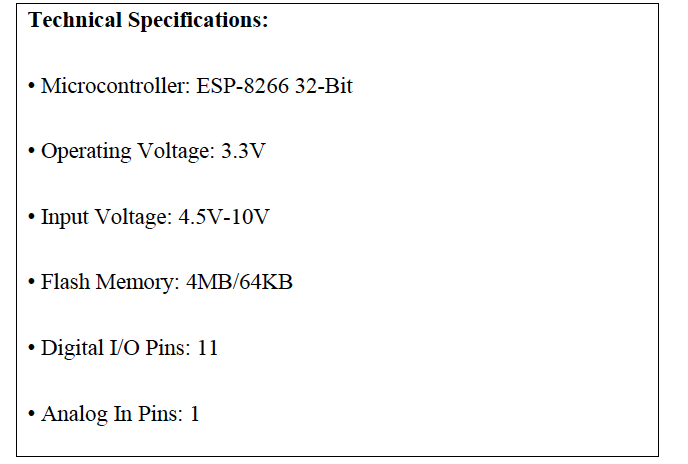 Technical Specifications:
• Microcontroller: ESP-8266 32-Bit
• Operating Voltage: 3.3V
• Input Voltage: 4.5V-10V
• Flash Memory: 4MB/64KB
• Digital I/O Pins: 11
• Analog In Pins: 1